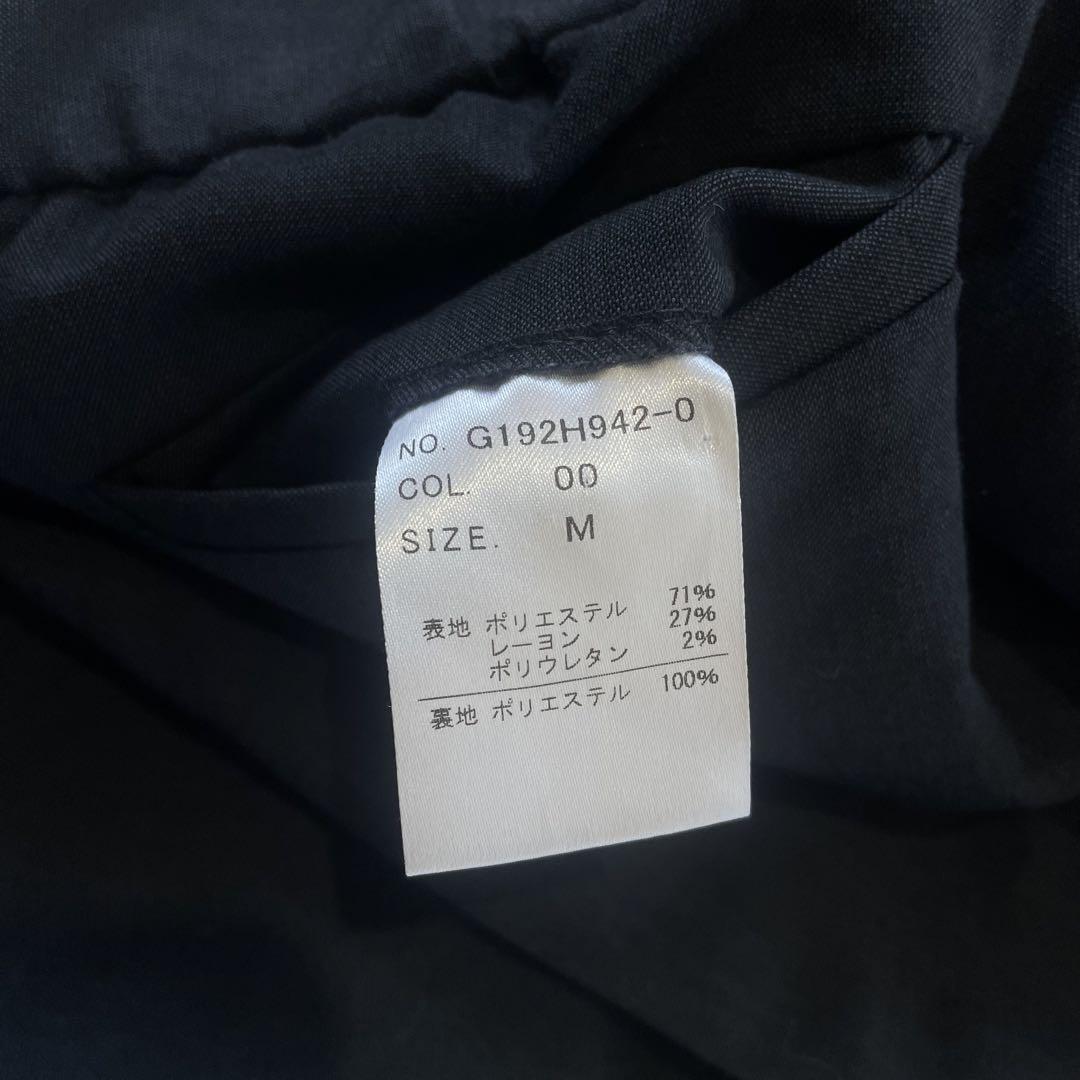 NO. G192H942-0
COL. 00
SIZE. M
表地 ポリエステル 71%
レーヨン 27%
ポリウレタン 2%
裏地 ポリエステル 100%